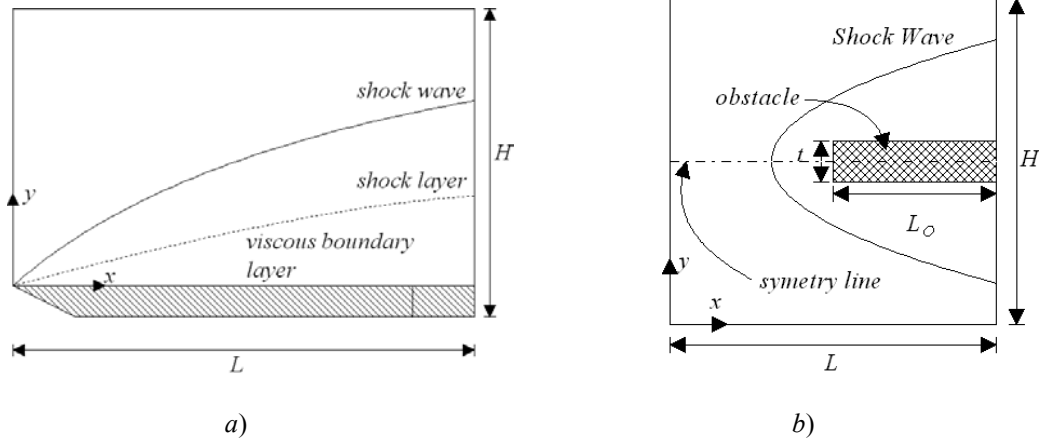 shock wave
shock layer
viscous boundary
layer
y
x
H
L
a)
Shock Wave
obstacle
t
H
L_O
y
symetry line
x
L
b)